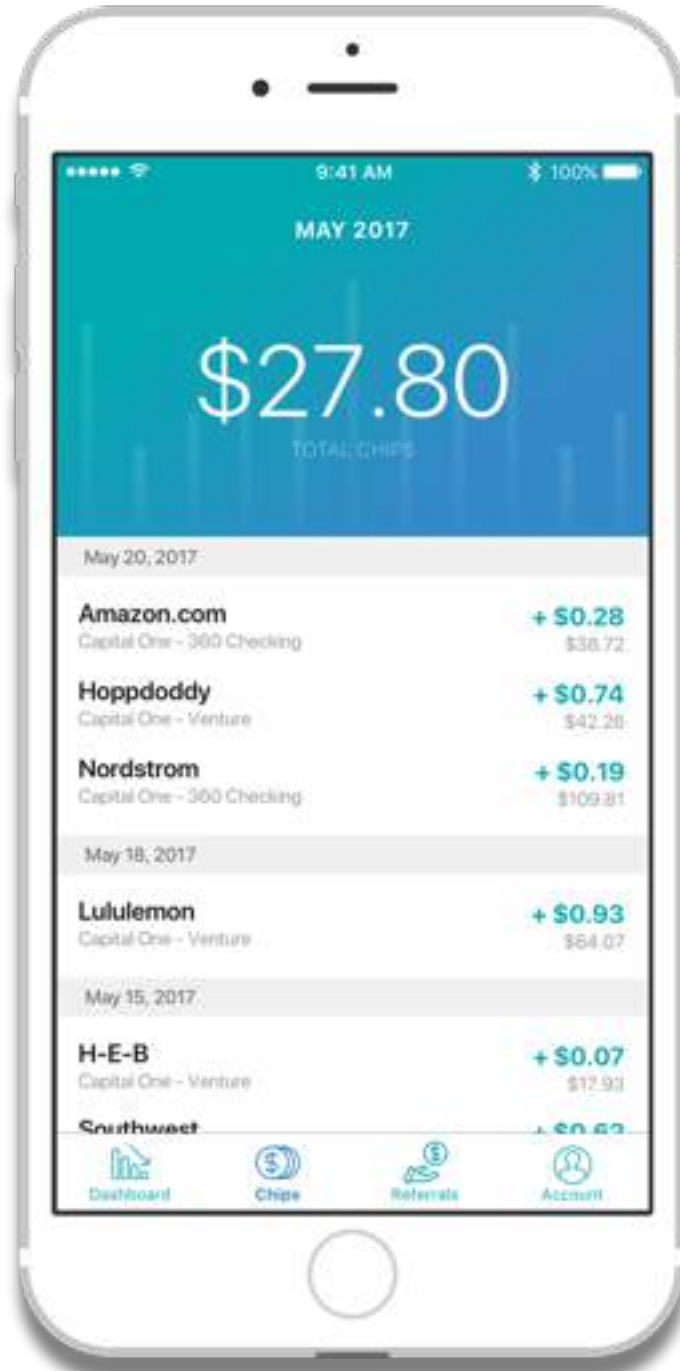 9:41 AM 100%
MAY 2017
$27.80
TOTAL CHIPS
May 20, 2017
Amazon.com + $0.28
Capital One - 360 Checking $38.72
Hoppdoddy + $0.74
Capital One - Venture $42.26
Nordstrom + $0.19
Capital One - 360 Checking $109.81
May 18, 2017
Lululemon + $0.93
Capital One - Venture $64.07
May 15, 2017
H-E-B + $0.07
Capital One - Venture $17.93
Southwest + $0.62
Dashboard Chips Referrals Account